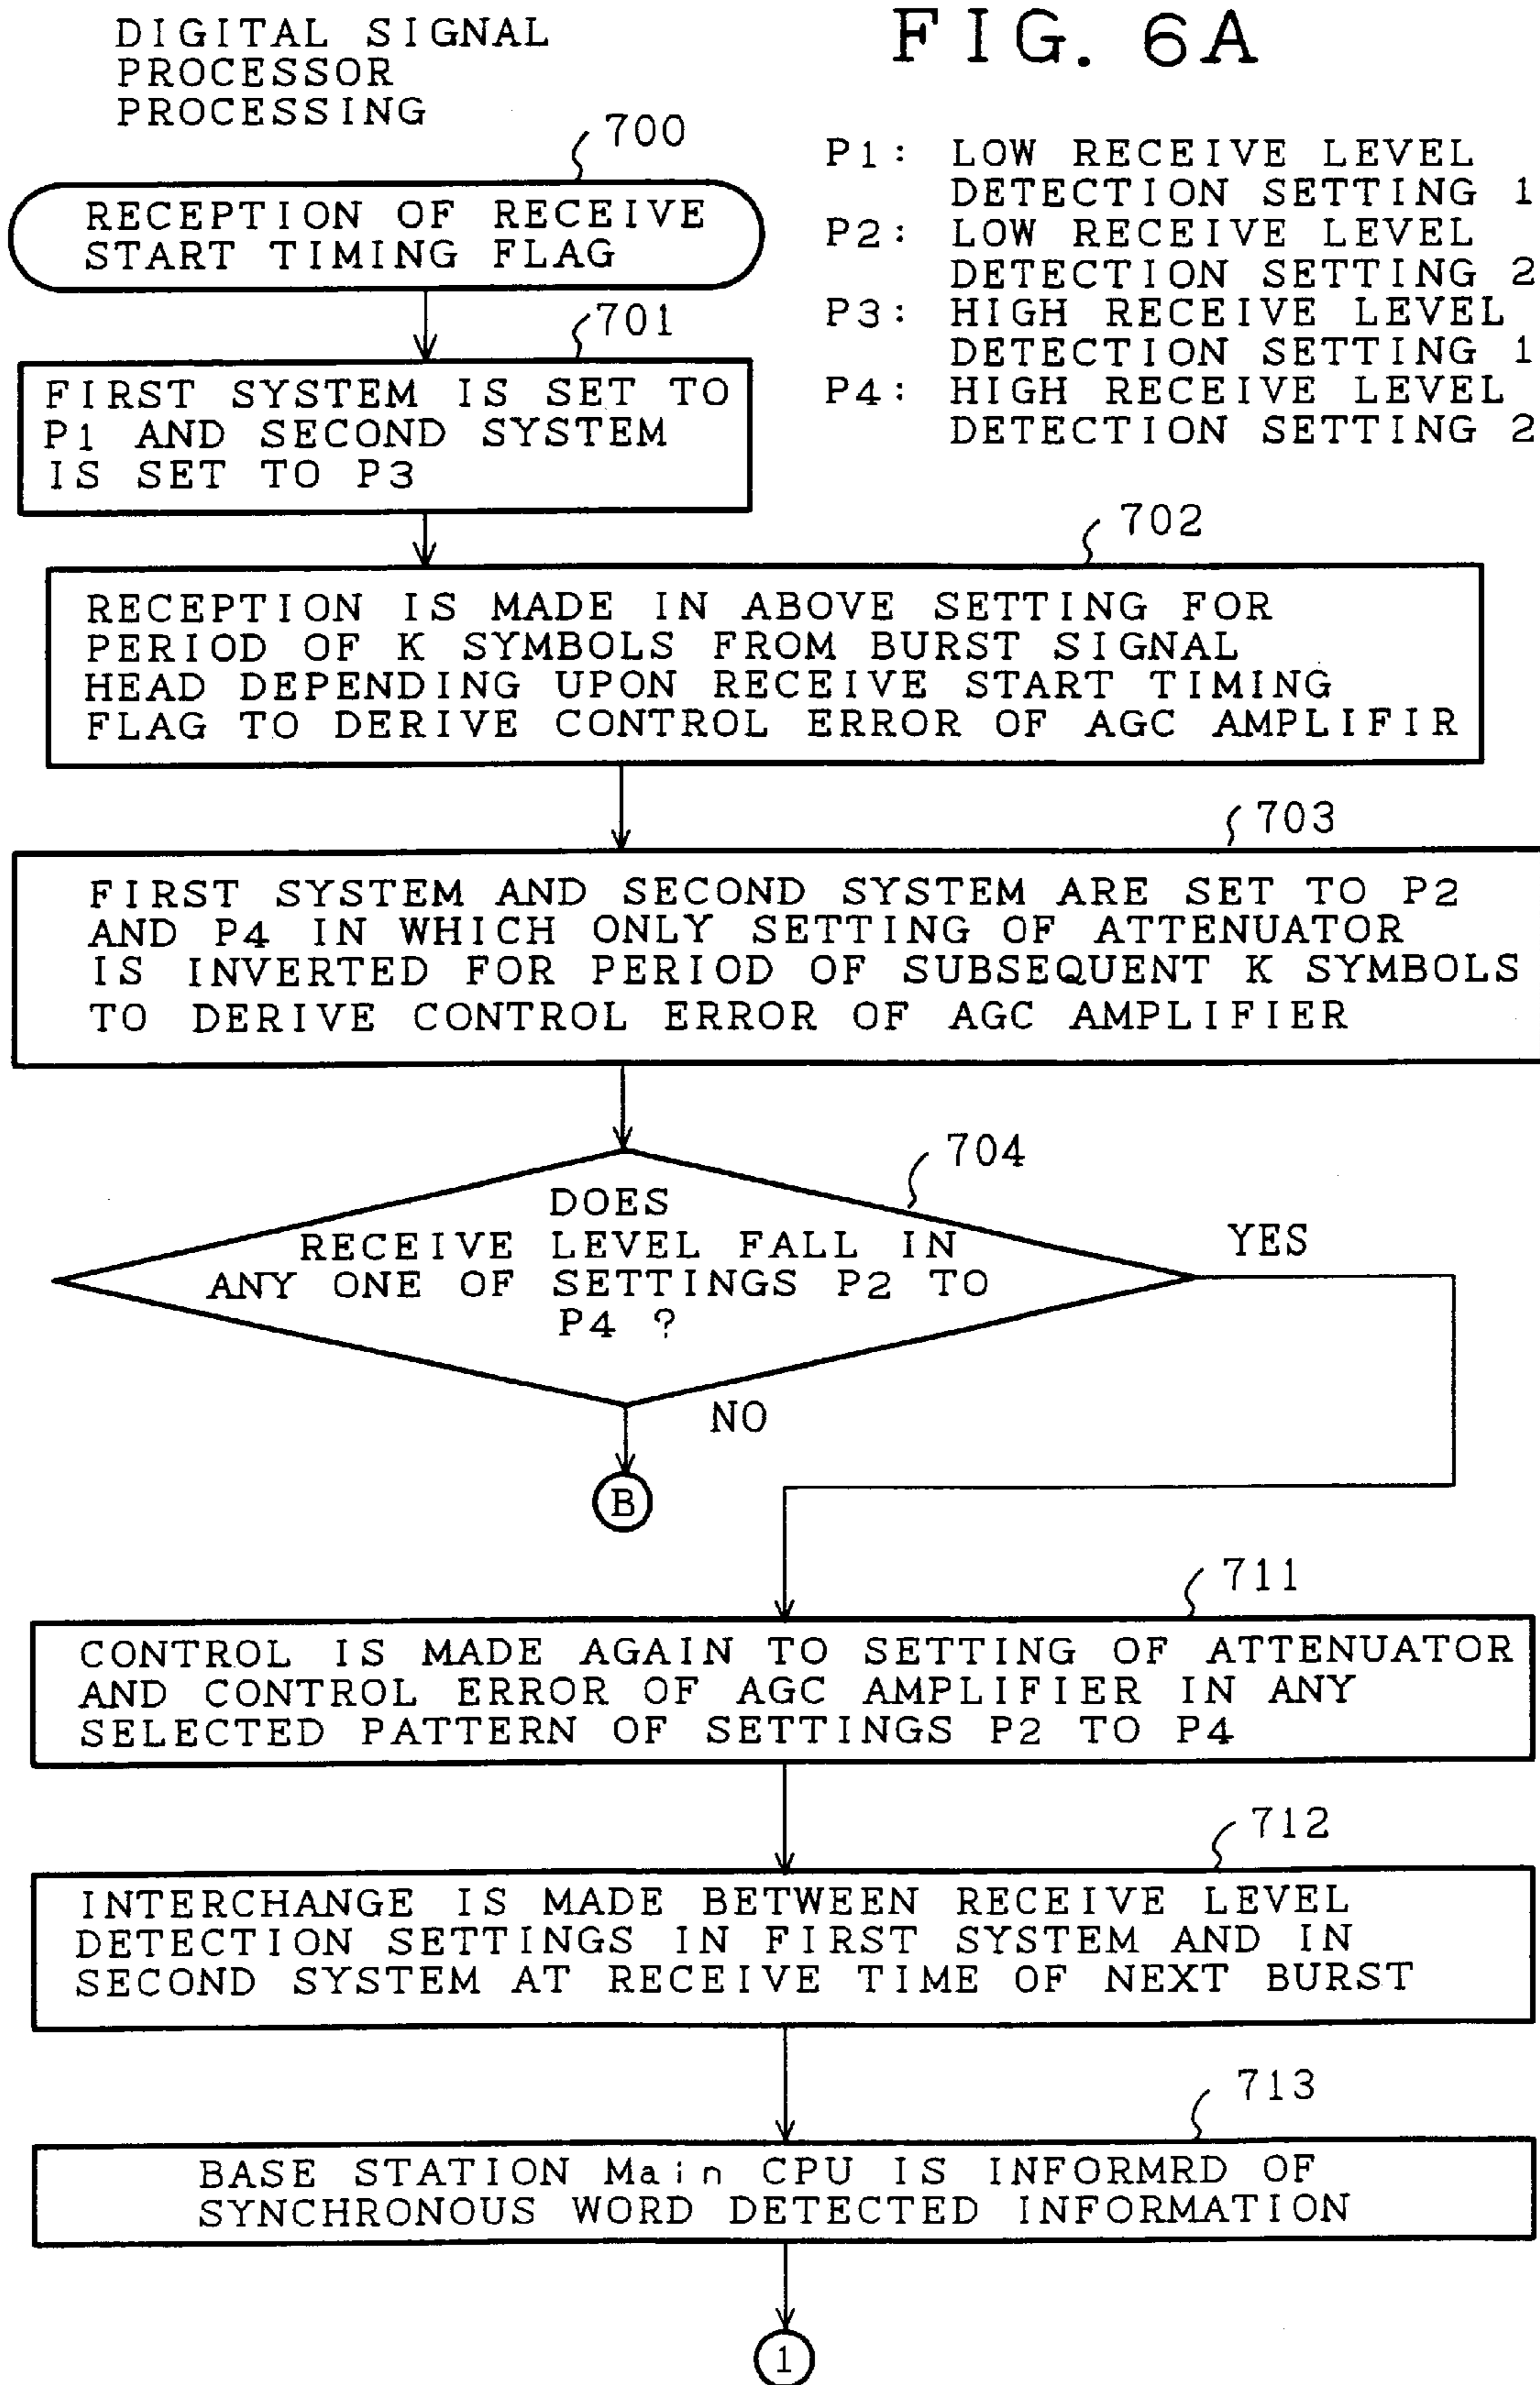 DIGITAL SIGNAL
PROCESSOR
PROCESSING
FIG. 6A
P1: LOW RECEIVE LEVEL
DETECTION SETTING 1
P2: LOW RECEIVE LEVEL
DETECTION SETTING 2
P3: HIGH RECEIVE LEVEL
DETECTION SETTING 1
P4: HIGH RECEIVE LEVEL
DETECTION SETTING 2
700
RECEPTION OF RECEIVE
START TIMING FLAG
701
FIRST SYSTEM IS SET TO
P1 AND SECOND SYSTEM
IS SET TO P3
702
RECEPTION IS MADE IN ABOVE SETTING FOR
PERIOD OF K SYMBOLS FROM BURST SIGNAL
HEAD DEPENDING UPON RECEIVE START TIMING
FLAG TO DERIVE CONTROL ERROR OF AGC AMPLIFIR
703
FIRST SYSTEM AND SECOND SYSTEM ARE SET TO P2
AND P4 IN WHICH ONLY SETTING OF ATTENUATOR
IS INVERTED FOR PERIOD OF SUBSEQUENT K SYMBOLS
TO DERIVE CONTROL ERROR OF AGC AMPLIFIER
704
DOES
RECEIVE LEVEL FALL IN
ANY ONE OF SETTINGS P2 TO
P4 ?
YES
NO
B
711
CONTROL IS MADE AGAIN TO SETTING OF ATTENUATOR
AND CONTROL ERROR OF AGC AMPLIFIER IN ANY
SELECTED PATTERN OF SETTINGS P2 TO P4
712
INTERCHANGE IS MADE BETWEEN RECEIVE LEVEL
DETECTION SETTINGS IN FIRST SYSTEM AND IN
SECOND SYSTEM AT RECEIVE TIME OF NEXT BURST
713
BASE STATION Main CPU IS INFORMRD OF
SYNCHRONOUS WORD DETECTED INFORMATION
1